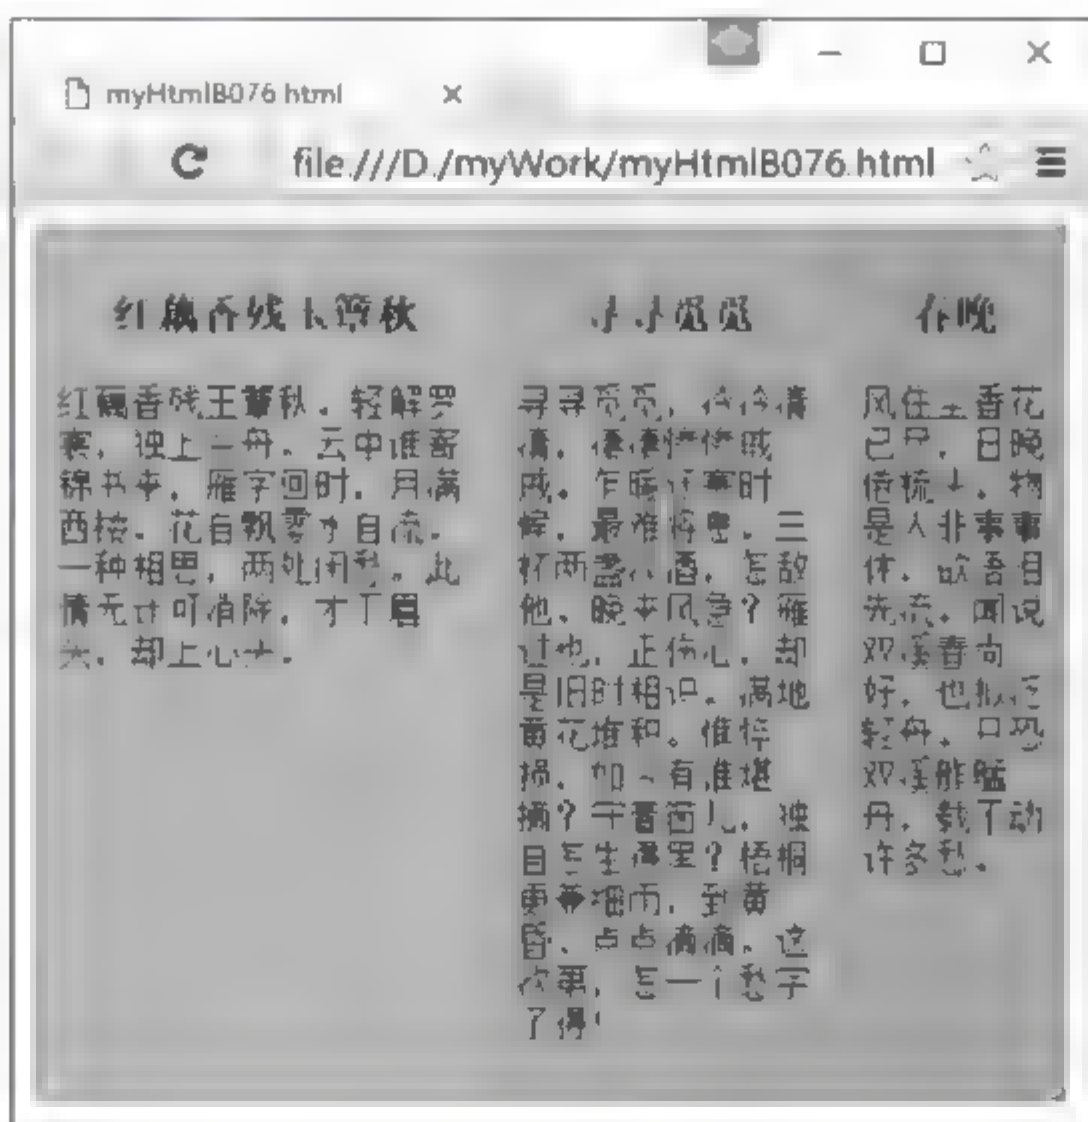 myHtmlB076.html
file:///D:/myWork/myHtmlB076.html
红藕香残玉簟秋
红藕香残玉簟秋。轻解罗
裳,独上兰舟。云中谁寄
锦书来,雁字回时,月满
西楼。花自飘零水自流。
一种相思,两处闲愁。此
情无计可消除,才下眉
头,却上心头。
寻寻觅觅
寻寻觅觅,冷冷清
清,凄凄惨惨戚
戚。乍暖还寒时
候,最难将息。三
杯两盏淡酒,怎敌
他、晚来风急?雁
过也,正伤心,却
是旧时相识。满地
黄花堆积。憔悴
损,如今有谁堪
摘?守着窗儿,独
自怎生得黑?梧桐
更兼细雨,到黄
昏、点点滴滴。这
次第,怎一个愁字
了得!
春晚
风住尘香花
已尽,日晚
倦梳头。物
是人非事事
休,欲语泪
先流。闻说
双溪春尚
好,也拟泛
轻舟。只恐
双溪舴艋
舟,载不动
许多愁。